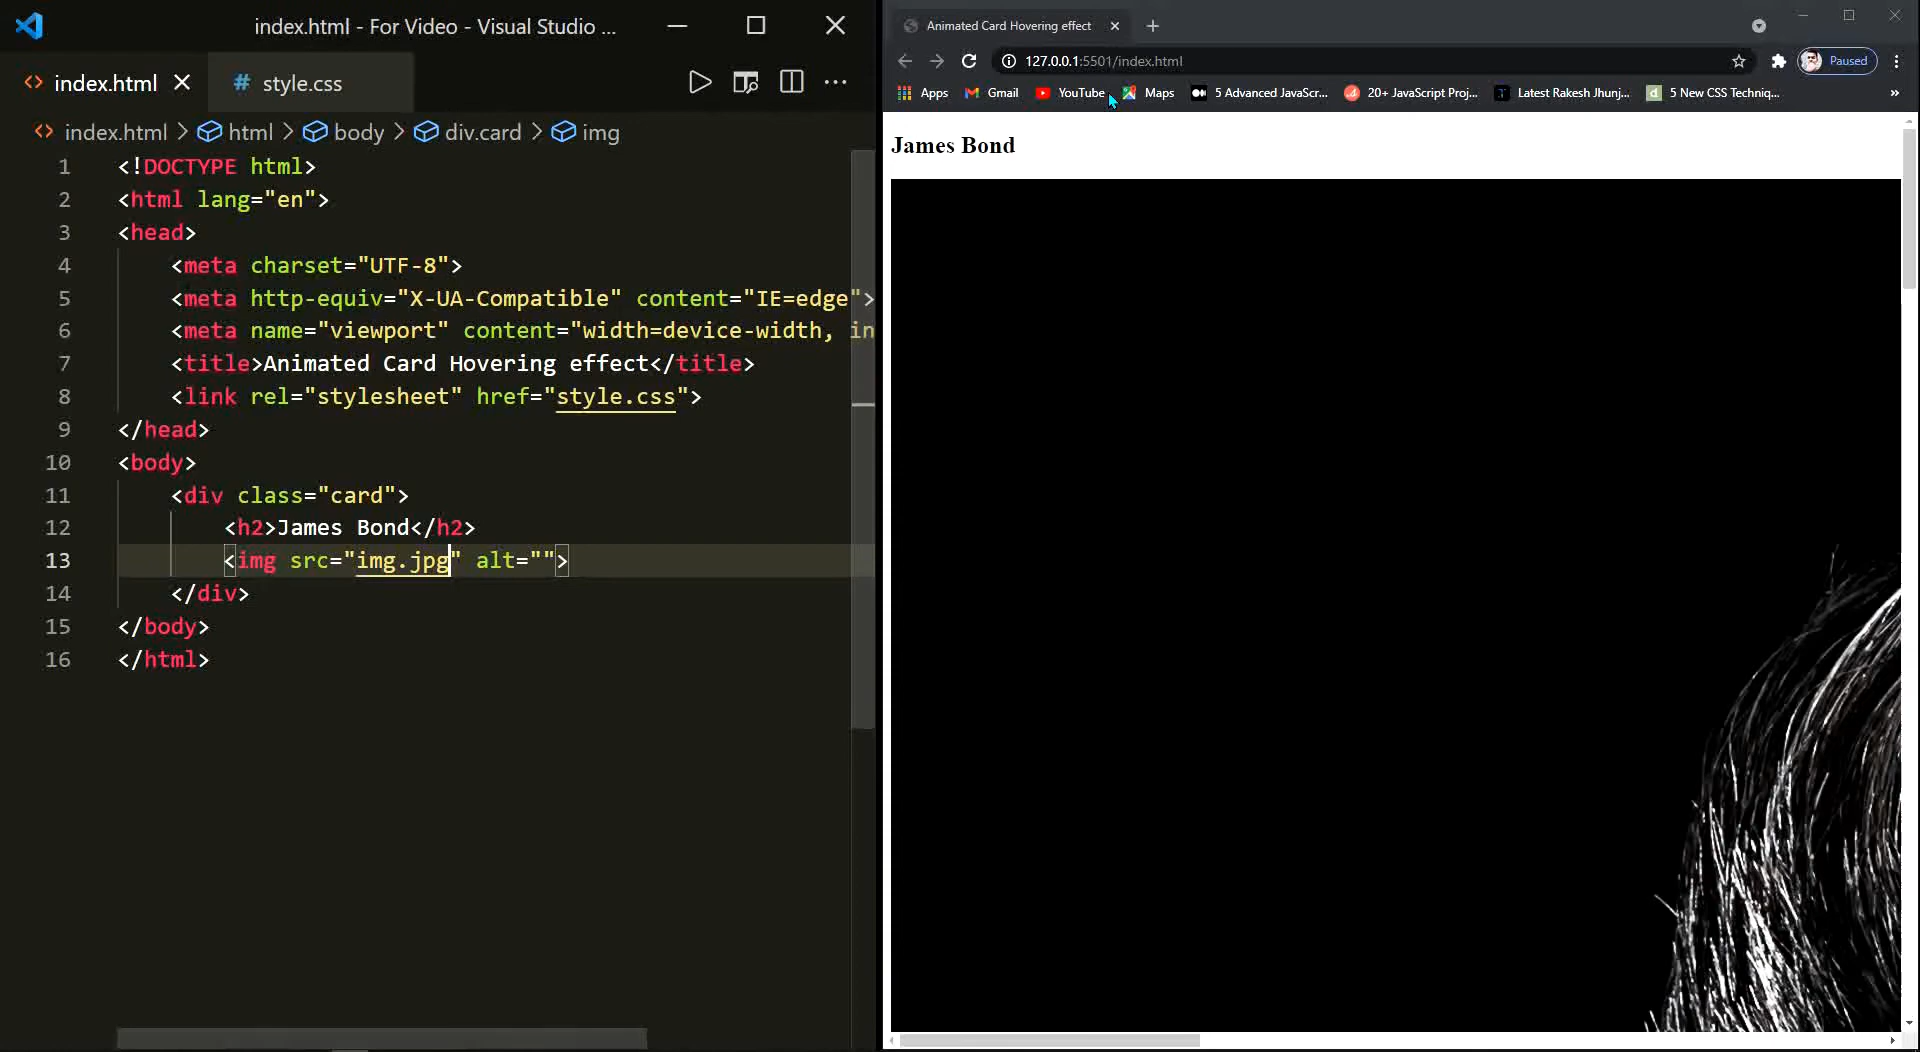 index.html - For Video - Visual Studio ...
index.html
# style.css
index.html > html > body > div.card > img
1 <!DOCTYPE html>
2 <html lang="en">
3 <head>
4 <meta charset="UTF-8">
5 <meta http-equiv="X-UA-Compatible" content="IE=edge">
6 <meta name="viewport" content="width=device-width, in
7 <title>Animated Card Hovering effect</title>
8 <link rel="stylesheet" href="style.css">
9 </head>
10 <body>
11 <div class="card">
12 <h2>James Bond</h2>
13 <img src="img.jpg" alt="">
14 </div>
15 </body>
16 </html>
Animated Card Hovering effect
127.0.0.1:5501/index.html
Paused
Apps Gmail YouTube Maps 5 Advanced JavaScr... 20+ JavaScript Proj... Latest Rakesh Jhunj... 5 New CSS Techniq... »
James Bond